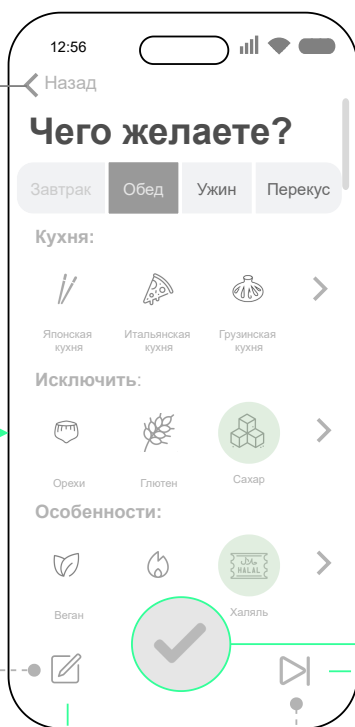 12:56
Назад
Чего желаете?
Завтрак Обед Ужин Перекус
Кухня:
Японская кухня
Итальянская кухня
Грузинская кухня
Исключить:
Орехи Глютен Сахар
Особенности:
HALAL
Веган Халяль